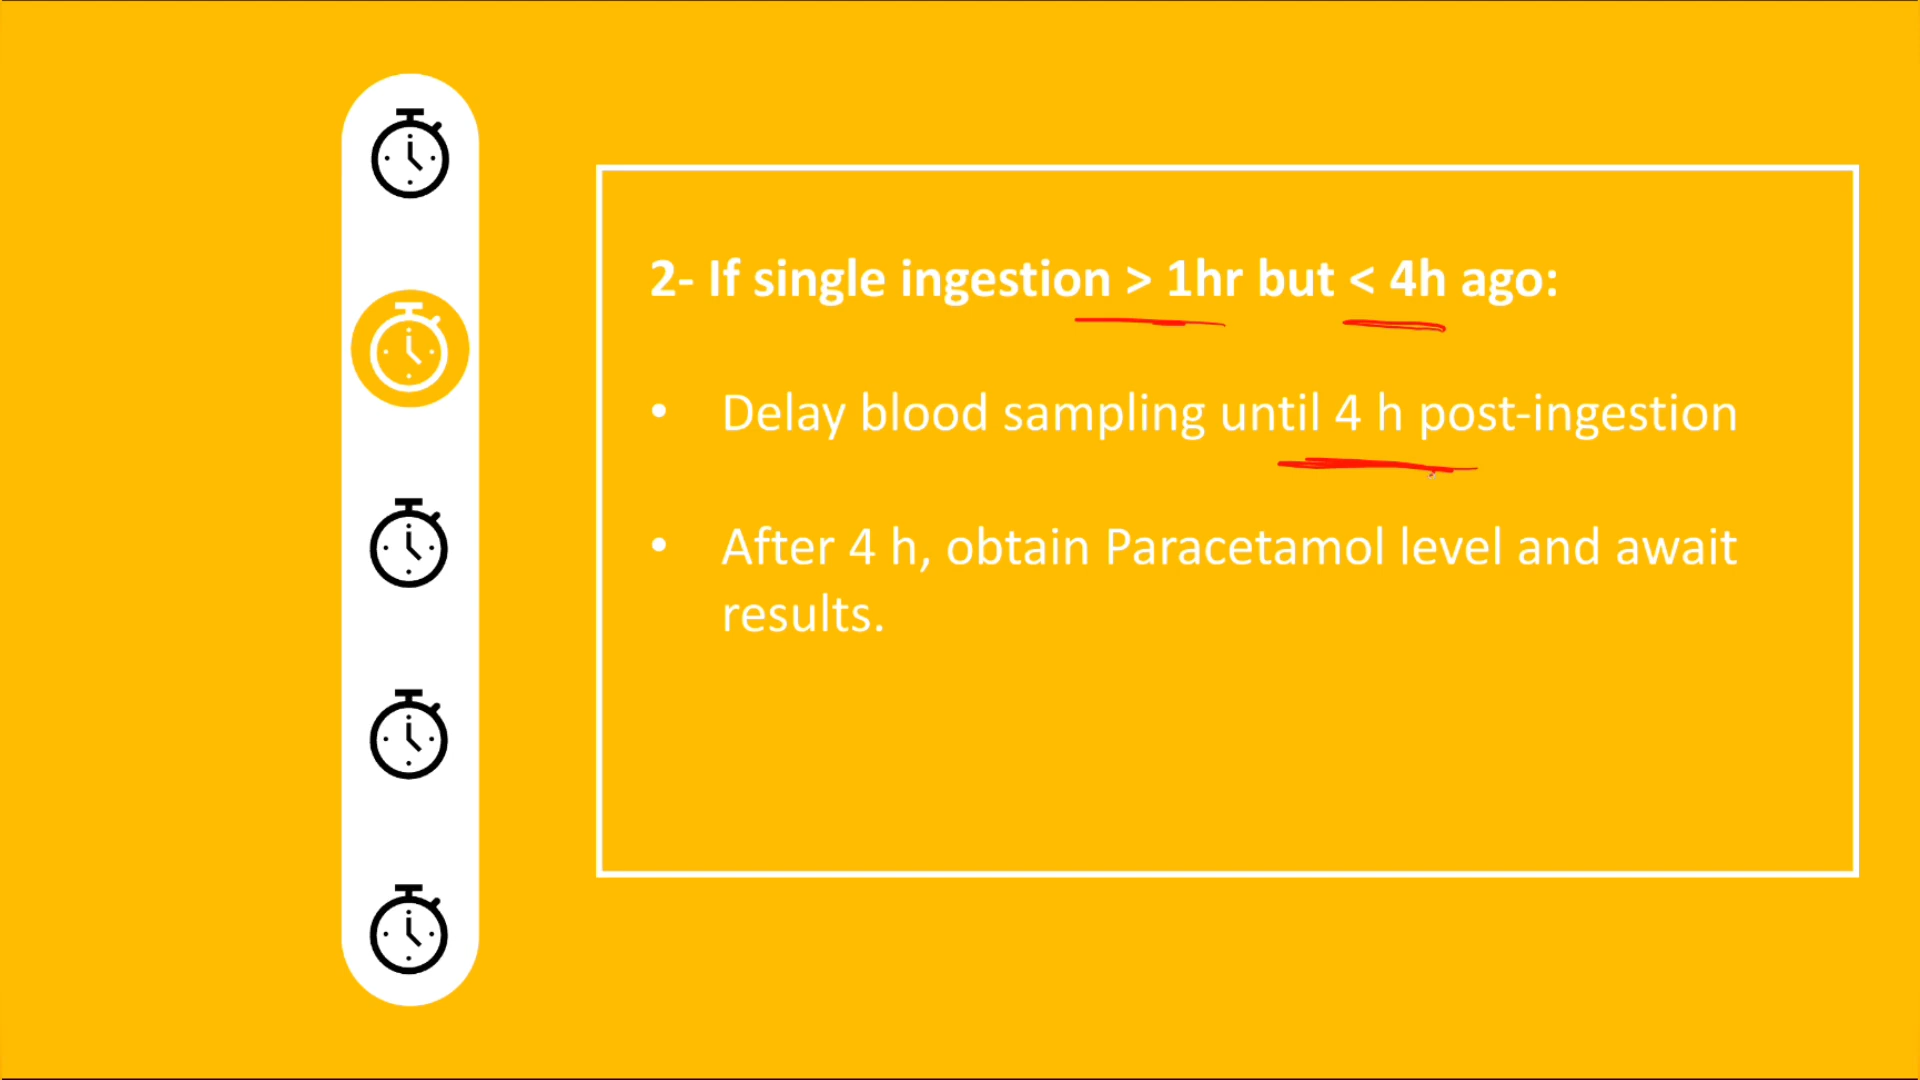 2- If single ingestion > 1hr but < 4h ago:
• Delay blood sampling until 4 h post-ingestion
• After 4 h, obtain Paracetamol level and await
results.